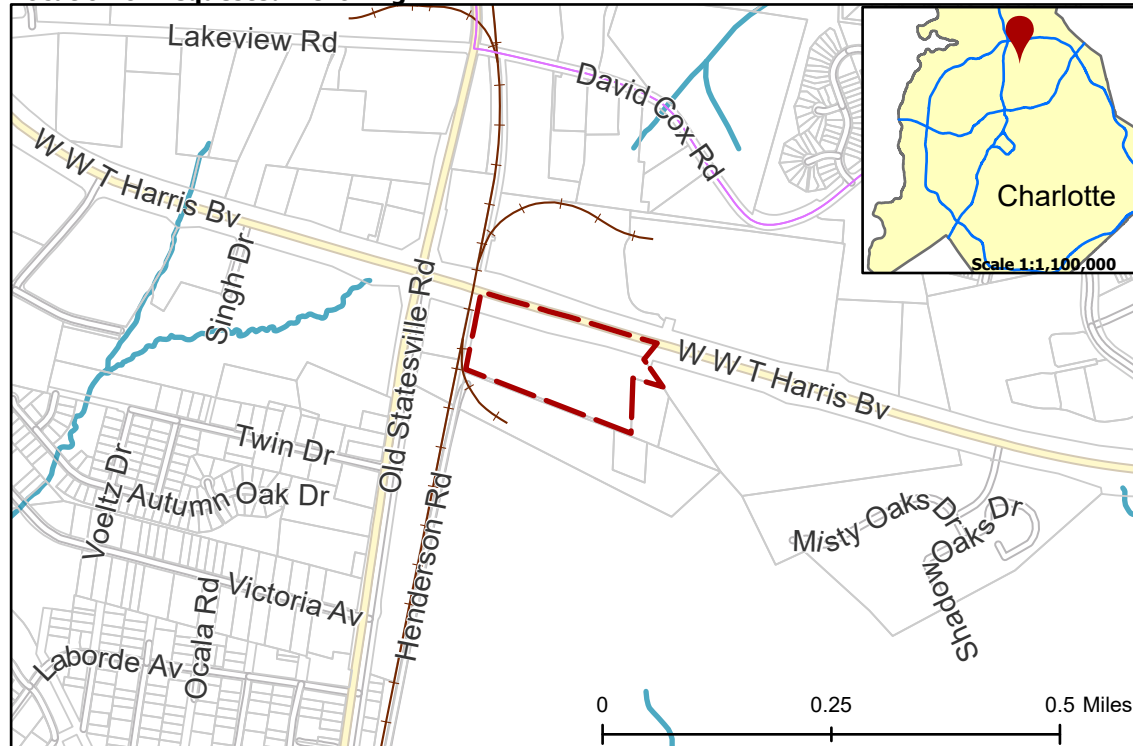 Lakeview Rd
David Cox Rd
W W T Harris Bv
Charlotte
Scale 1:1,100,000
Singh Dr
Old Statesville Rd
W W T Harris Bv
Twin Dr
Voeltz Dr
Autumn Oak Dr
Henderson Rd
Misty Oaks Dr
Shadow Oaks Dr
Victoria Av
Ocala Rd
Laborde Av
0 0.25 0.5 Miles